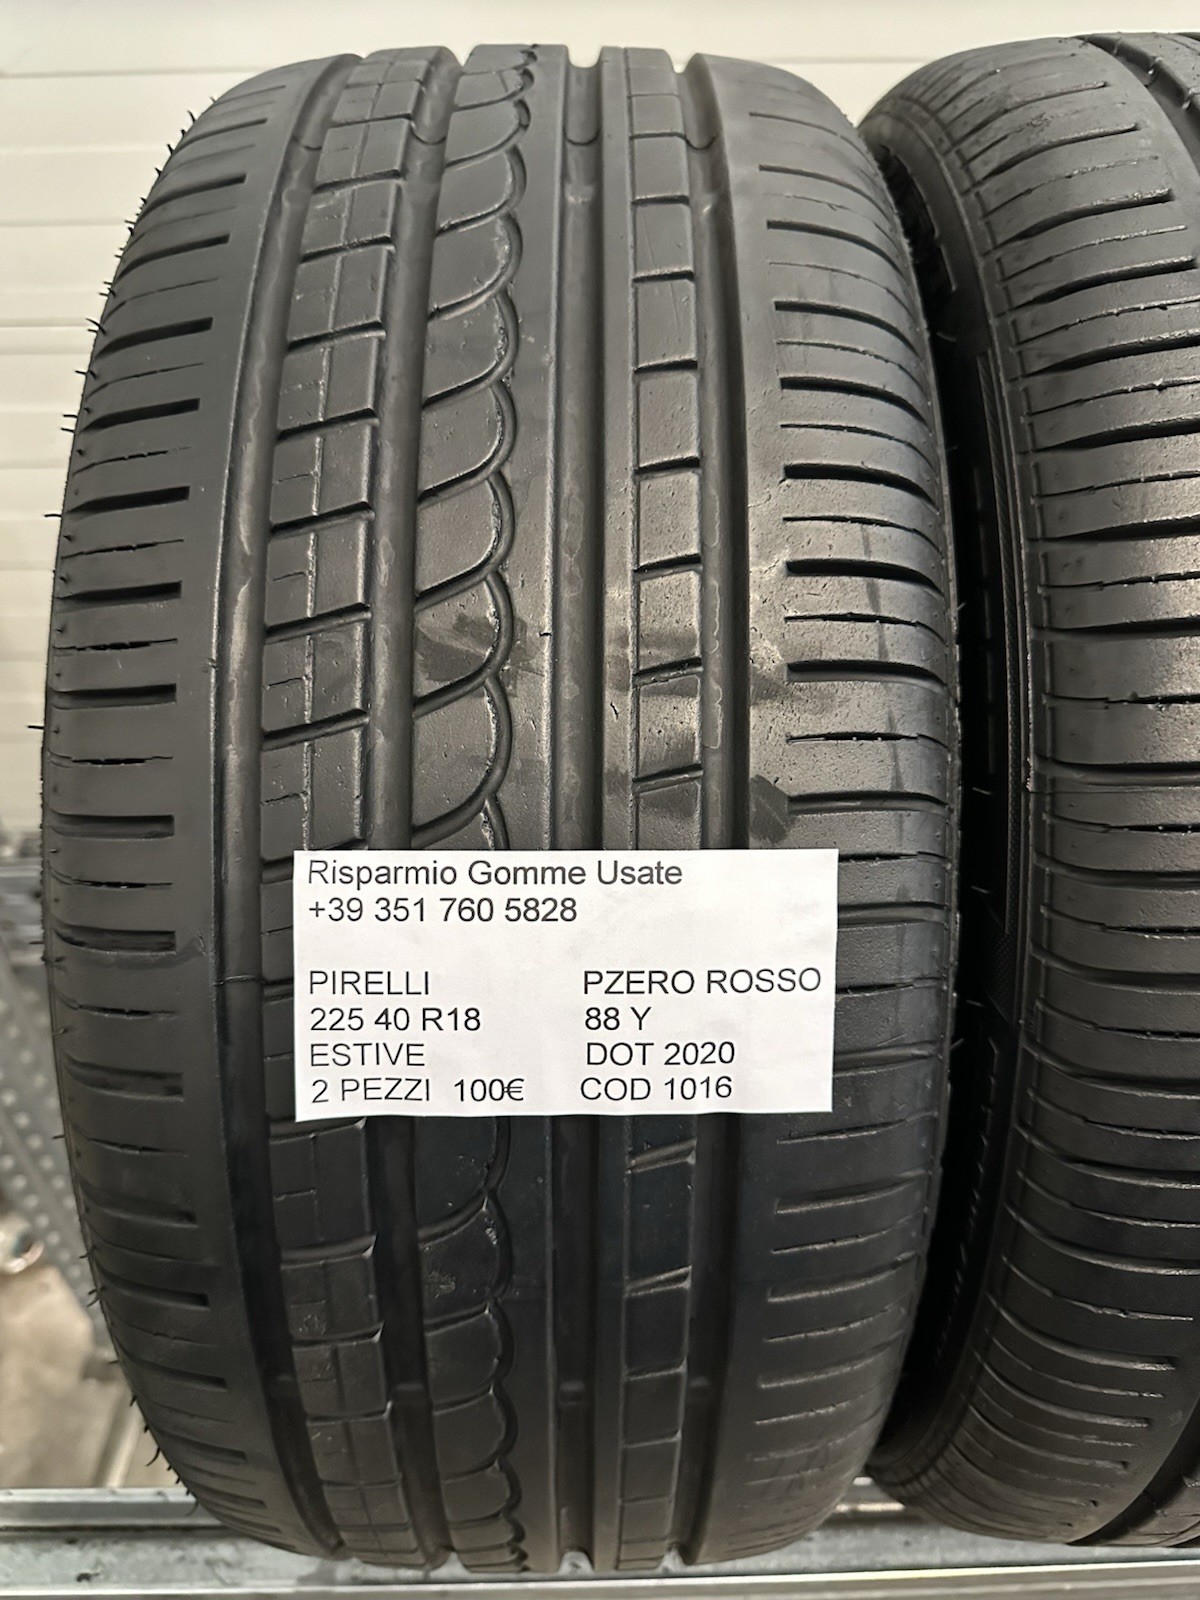 Risparmio Gomme Usate
+39 351 760 5828
PIRELLI PZERO ROSSO
225 40 R18 88 Y
ESTIVE DOT 2020
2 PEZZI 100€ COD 1016